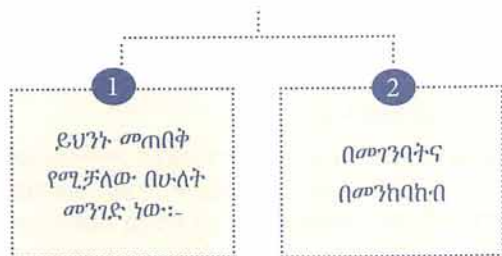 1
ይህንኑ መጠበቅ
የሚቻለው በሁለት
መንገድ ነው፡-
2
በመገንባትና
በመንከባከብ